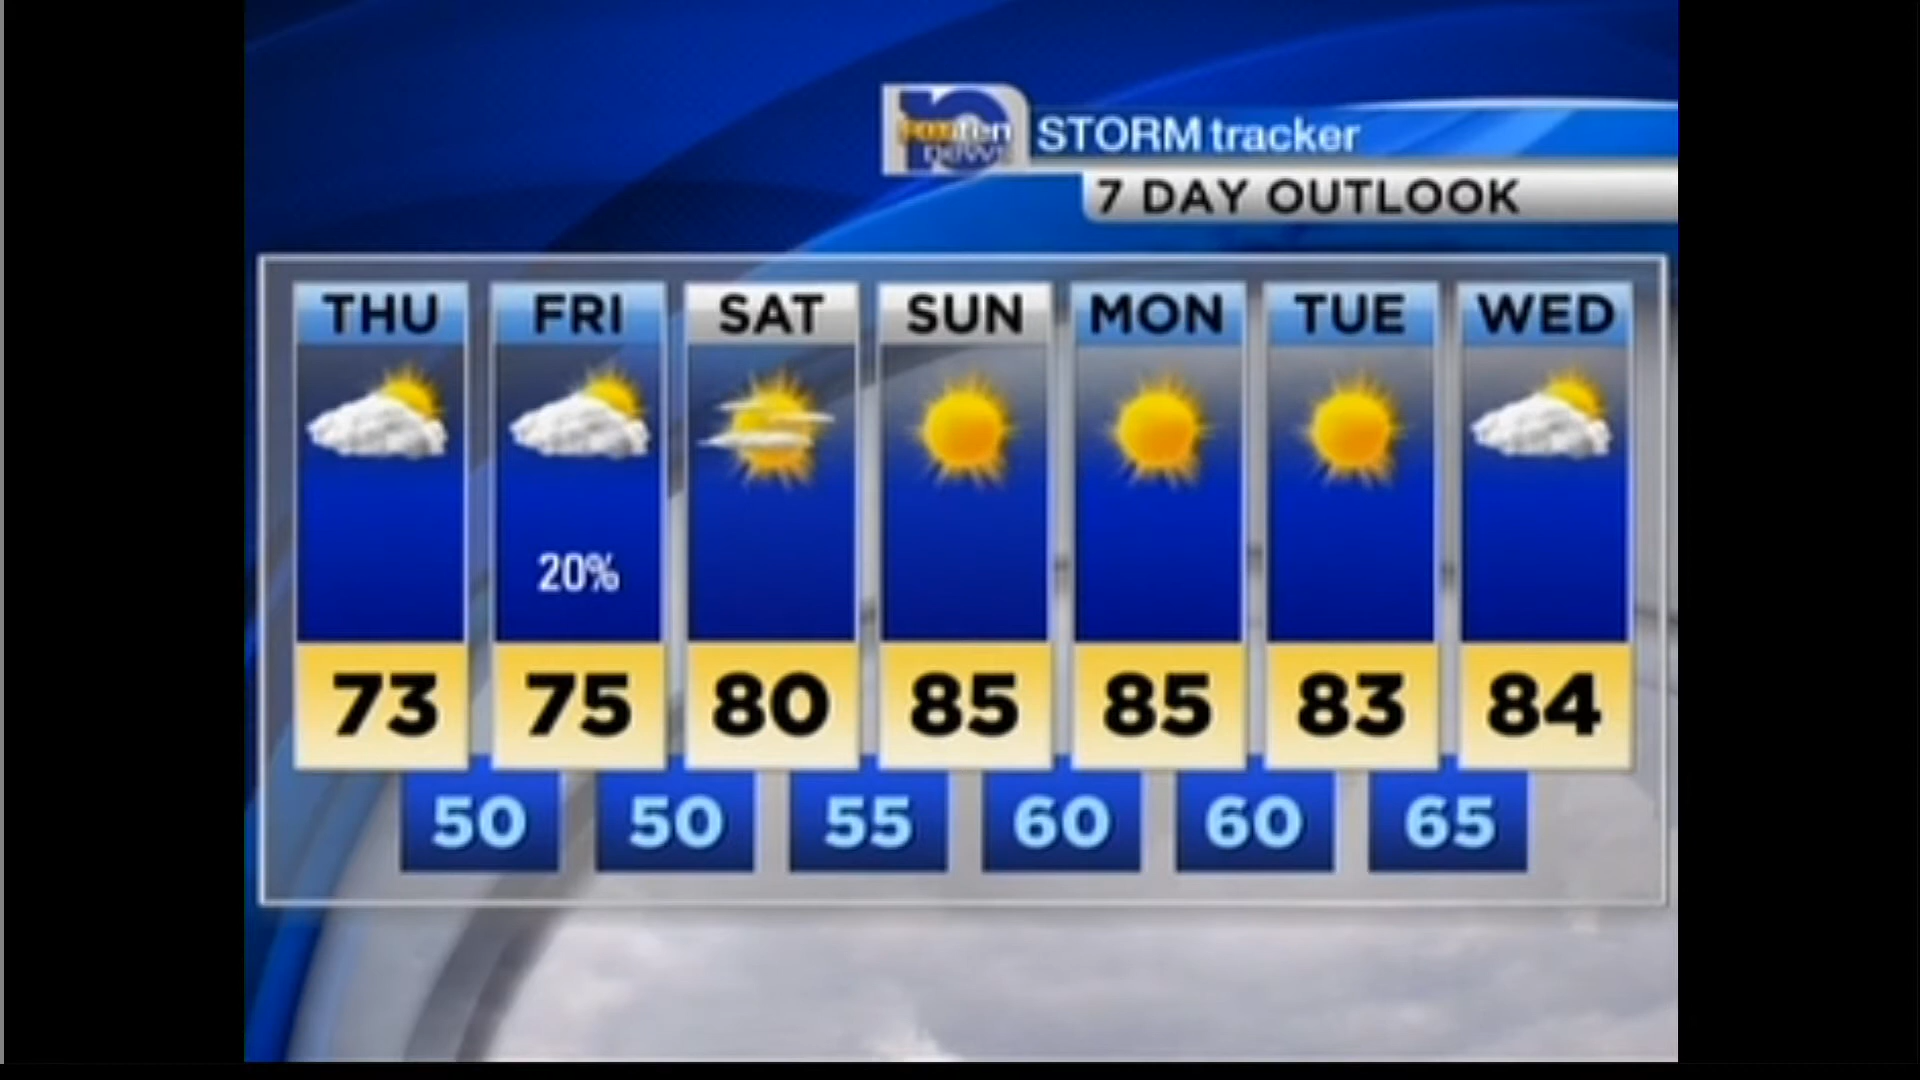 STORM tracker
7 DAY OUTLOOK
THU FRI SAT SUN MON TUE WED
20%
73 75 80 85 85 83 84
50 50 55 60 60 65